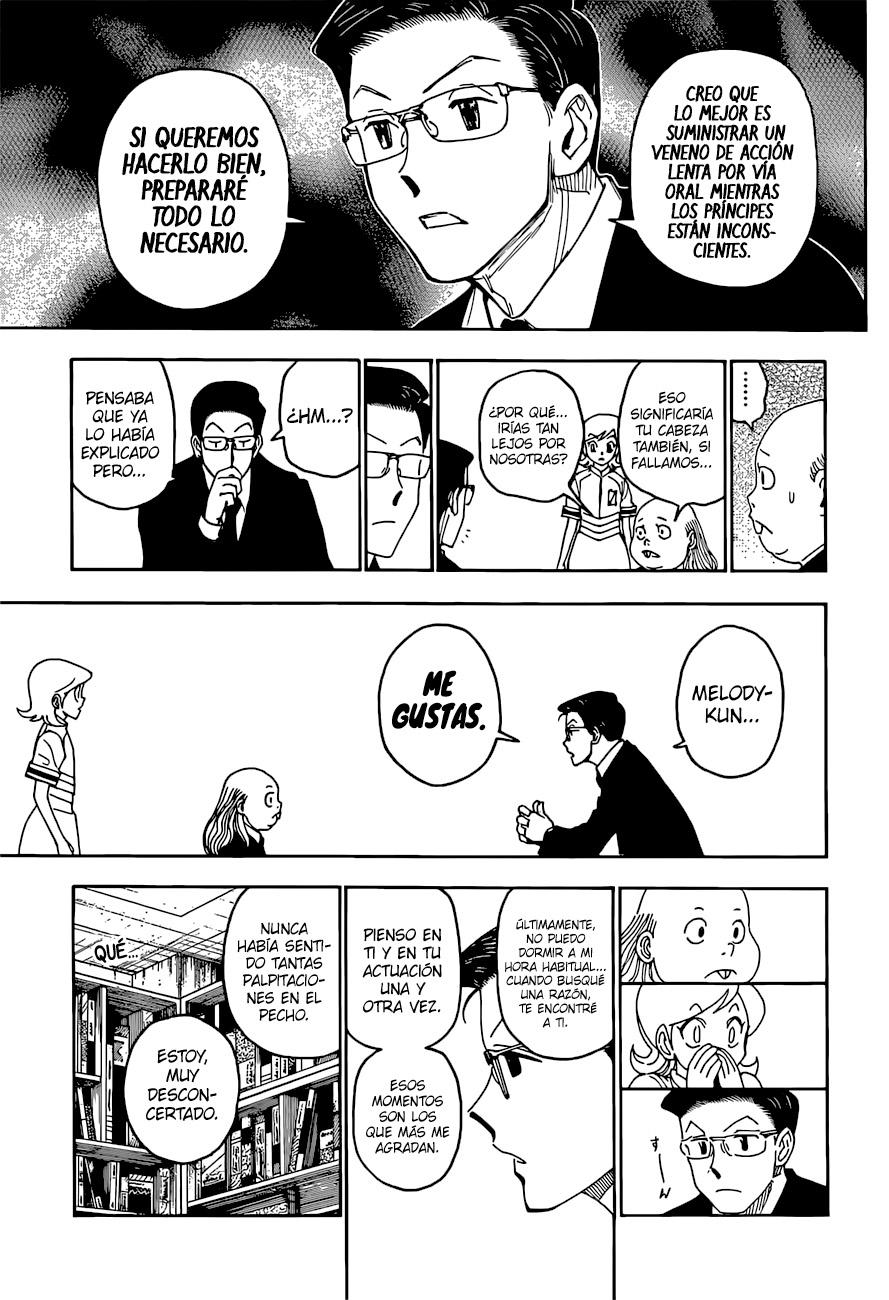 CREO QUE
LO MEJOR ES
SUMINISTRAR UN
VENENO DE ACCIÓN
LENTA POR VÍA
ORAL MIENTRAS
LOS PRÍNCIPES
ESTÁN INCONS-
CIENTES.
SI QUEREMOS
HACERLO BIEN,
PREPARARÉ
TODO LO
NECESARIO.
ESO
SIGNIFICARÍA
TU CABEZA
TAMBIÉN, SI
FALLAMOS...
¿POR QUÉ...
IRÍAS TAN
LEJOS POR
NOSOTRAS?
¿HM...?
PENSABA
QUE YA
LO HABÍA
EXPLICADO
PERO...
MELODY-
KUN...
ME
GUSTAS.
すーｗ
ÚLTIMAMENTE,
NO PUEDO
DORMIR A MI
HORA HABITUAL...
CUANDO BUSQUÉ
UNA RAZÓN,
TE ENCONTRÉ
A TI.
PIENSO EN
TI Y EN TU
ACTUACIÓN
UNA Y
OTRA VEZ.
ESOS
MOMENTOS
SON LOS
QUE MÁS ME
AGRADAN.
NUNCA
HABÍA SENTI-
DO TANTAS
PALPITACIO-
NES EN EL
PECHO.
QUÉ...
ESTOY,
MUY
DESCON-
CERTADO.